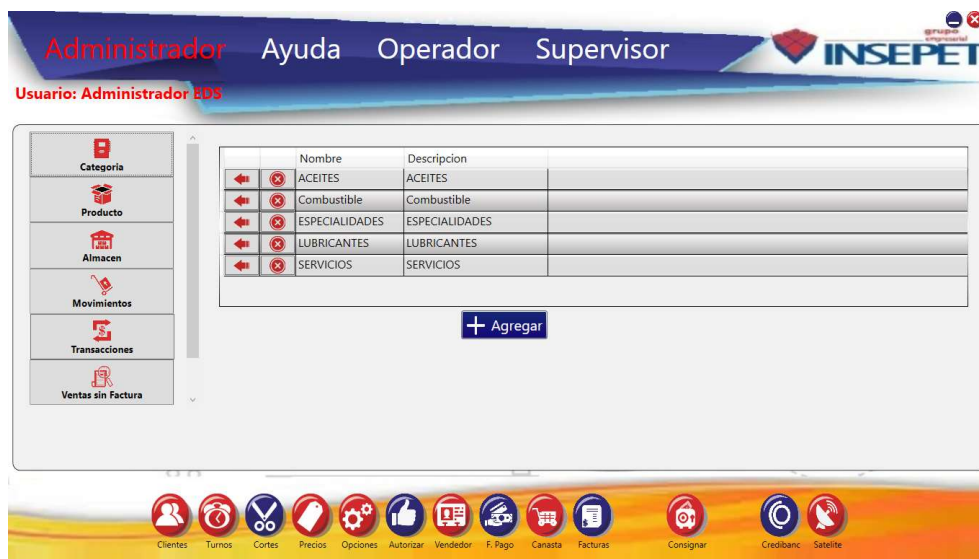 Administrador Ayuda Operador Supervisor
grupo
empresarial
INSEPET
Usuario: Administrador EDS
Categoria
Producto
Almacen
Movimientos
Transacciones
Ventas sin Factura
Nombre Descripcion
ACEITES ACEITES
Combustible Combustible
ESPECIALIDADES ESPECIALIDADES
LUBRICANTES LUBRICANTES
SERVICIOS SERVICIOS
Agregar
Clientes Turnos Cortes Precios Opciones Autorizar Vendedor F. Pago Canasta Facturas Consignar Credibanc Satelite